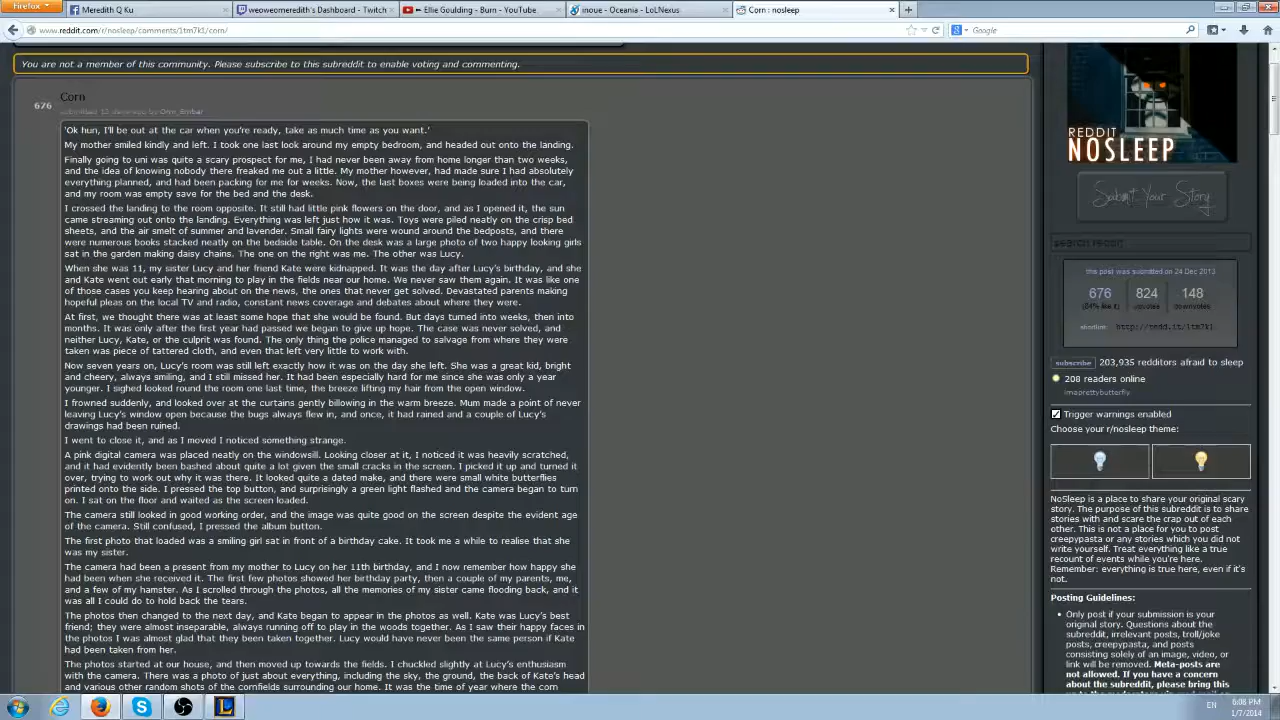 Firefox
Meredith Q Ku
weoweomeredith's Dashboard - Twitch
Ellie Goulding - Burn - YouTube
inoue - Oceania - LoLNexus
Corn : nosleep
www.reddit.com/r/nosleep/comments/1tm7k1/corn/
Google
You are not a member of this community. Please subscribe to this subreddit to enable voting and commenting.
676
Corn
submitted 13 days ago by
'Ok hun, I'll be out at the car when you're ready, take as much time as you want.'
My mother smiled kindly and left. I took one last look around my empty bedroom, and headed out onto the landing.
Finally going to uni was quite a scary prospect for me, I had never been away from home longer than two weeks,
and the idea of knowing nobody there freaked me out a little. My mother however, had made sure I had absolutely
everything planned, and had been packing for me for weeks. Now, the last boxes were being loaded into the car,
and my room was empty save for the bed and the desk.
I crossed the landing to the room opposite. It still had little pink flowers on the door, and as I opened it, the sun
came streaming out onto the landing. Everything was left just how it was. Toys were piled neatly on the crisp bed
sheets, and the air smelt of summer and lavender. Small fairy lights were wound around the bedposts, and there
were numerous books stacked neatly on the bedside table. On the desk was a large photo of two happy looking girls
sat in the garden making daisy chains. The one on the right was me. The other was Lucy.
When she was 11, my sister Lucy and her friend Kate were kidnapped. It was the day after Lucy's birthday, and she
and Kate went out early that morning to play in the fields near our home. We never saw them again. It was like one
of those cases you keep hearing about on the news, the ones that never get solved. Devastated parents making
hopeful pleas on the local TV and radio, constant news coverage and debates about where they were.
At first, we thought there was at least some hope that she would be found. But days turned into weeks, then into
months. It was only after the first year had passed we began to give up hope. The case was never solved, and
neither Lucy, Kate, or the culprit was found. The only thing the police managed to salvage from where they were
taken was piece of tattered cloth, and even that left very little to work with.
Now seven years on, Lucy's room was still left exactly how it was on the day she left. She was a great kid, bright
and cheery, always smiling, and I still missed her. It had been especially hard for me since she was only a year
younger. I sighed looked round the room one last time, the breeze lifting my hair from the open window.
I frowned suddenly, and looked over at the curtains gently billowing in the warm breeze. Mum made a point of never
leaving Lucy's window open because the bugs always flew in, and once, it had rained and a couple of Lucy's
drawings had been ruined.
I went to close it, and as I moved I noticed something strange.
A pink digital camera was placed neatly on the windowsill. Looking closer at it, I noticed it was heavily scratched,
and it had evidently been bashed about quite a lot given the small cracks in the screen. I picked it up and turned it
over, trying to work out why it was there. It looked quite a dated make, and there were small white butterflies
printed onto the side. I pressed the top button, and surprisingly a green light flashed and the camera began to turn
on. I sat on the floor and waited as the screen loaded.
The camera still looked in good working order, and the image was quite good on the screen despite the evident age
of the camera. Still confused, I pressed the album button.
The first photo that loaded was a smiling girl sat in front of a birthday cake. It took me a while to realise that she
was my sister.
The camera had been a present from my mother to Lucy on her 11th birthday, and I now remember how happy she
had been when she received it. The first few photos showed her birthday party, then a couple of my parents, me,
and a few of my hamster. As I scrolled through the photos, all the memories of my sister came flooding back, and it
was all I could do to hold back the tears.
The photos then changed to the next day, and Kate began to appear in the photos as well. Kate was Lucy's best
friend; they were almost inseparable, always running off to play in the woods together. As I saw their happy faces in
the photos I was almost glad that they been taken together. Lucy would have never been the same person if Kate
had been taken from her.
The photos started at our house, and then moved up towards the fields. I chuckled slightly at Lucy's enthusiasm
with the camera. There was a photo of just about everything, including the sky, the ground, the back of Kate's head
and various other random shots of the cornfields surrounding our home. It was the time of year where the corn
REDDIT
NOSLEEP
Submit Your Story
search reddit
this post was submitted on 24 Dec 2013
676 824 148
(84% like it) upvotes downvotes
shortlink: http://redd.it/1tm7k1
subscribe 203,935 redditors afraid to sleep
208 readers online
imaprettybutterfly
Trigger warnings enabled
Choose your r/nosleep theme:
NoSleep is a place to share your original scary
story. The purpose of this subreddit is to share
stories with and scare the crap out of each
other. This is not a place for you to post
creepypasta or any stories which you did not
write yourself. Treat everything like a true
recount of events while you're here.
Remember: everything is true here, even if it's
not.
Posting Guidelines:
Only post if your submission is your
original story. Questions about the
subreddit, irrelevant posts, troll/joke
posts, creepypasta, and posts
consisting solely of an image, video, or
link will be removed. Meta-posts are
not allowed. If you have a concern
about the subreddit, please bring this
EN
6:08 PM
1/7/2014